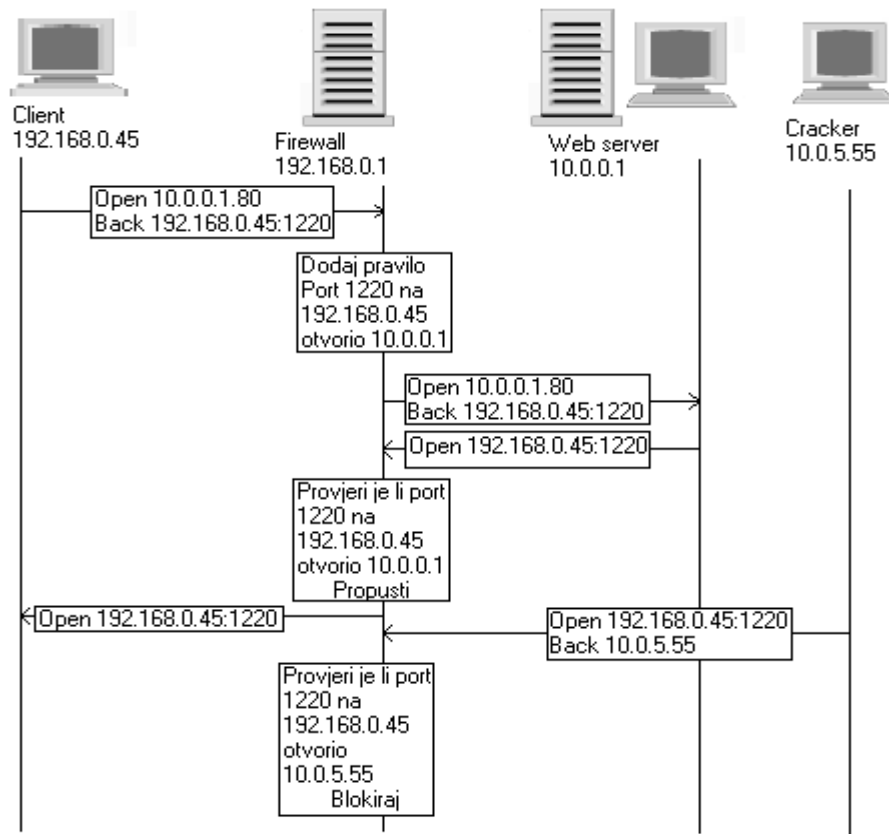 Client
192.168.0.45
Firewall
192.168.0.1
Web server
10.0.0.1
Cracker
10.0.5.55
Open 10.0.0.1.80
Back 192.168.0.45:1220
Dodaj pravilo
Port 1220 na
192.168.0.45
otvorio 10.0.0.1
Open 10.0.0.1.80
Back 192.168.0.45:1220
Open 192.168.0.45:1220
Provjeri je li port
1220 na
192.168.0.45
otvorio 10.0.0.1
Propusti
Open 192.168.0.45:1220
Open 192.168.0.45:1220
Back 10.0.5.55
Provjeri je li port
1220 na
192.168.0.45
otvorio
10.0.5.55
Blokiraj